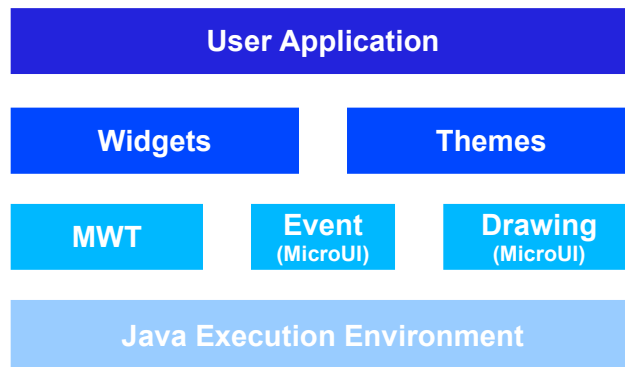 User Application
Widgets
Themes
MWT
Event
(MicroUI)
Drawing
(MicroUI)
Java Execution Environment